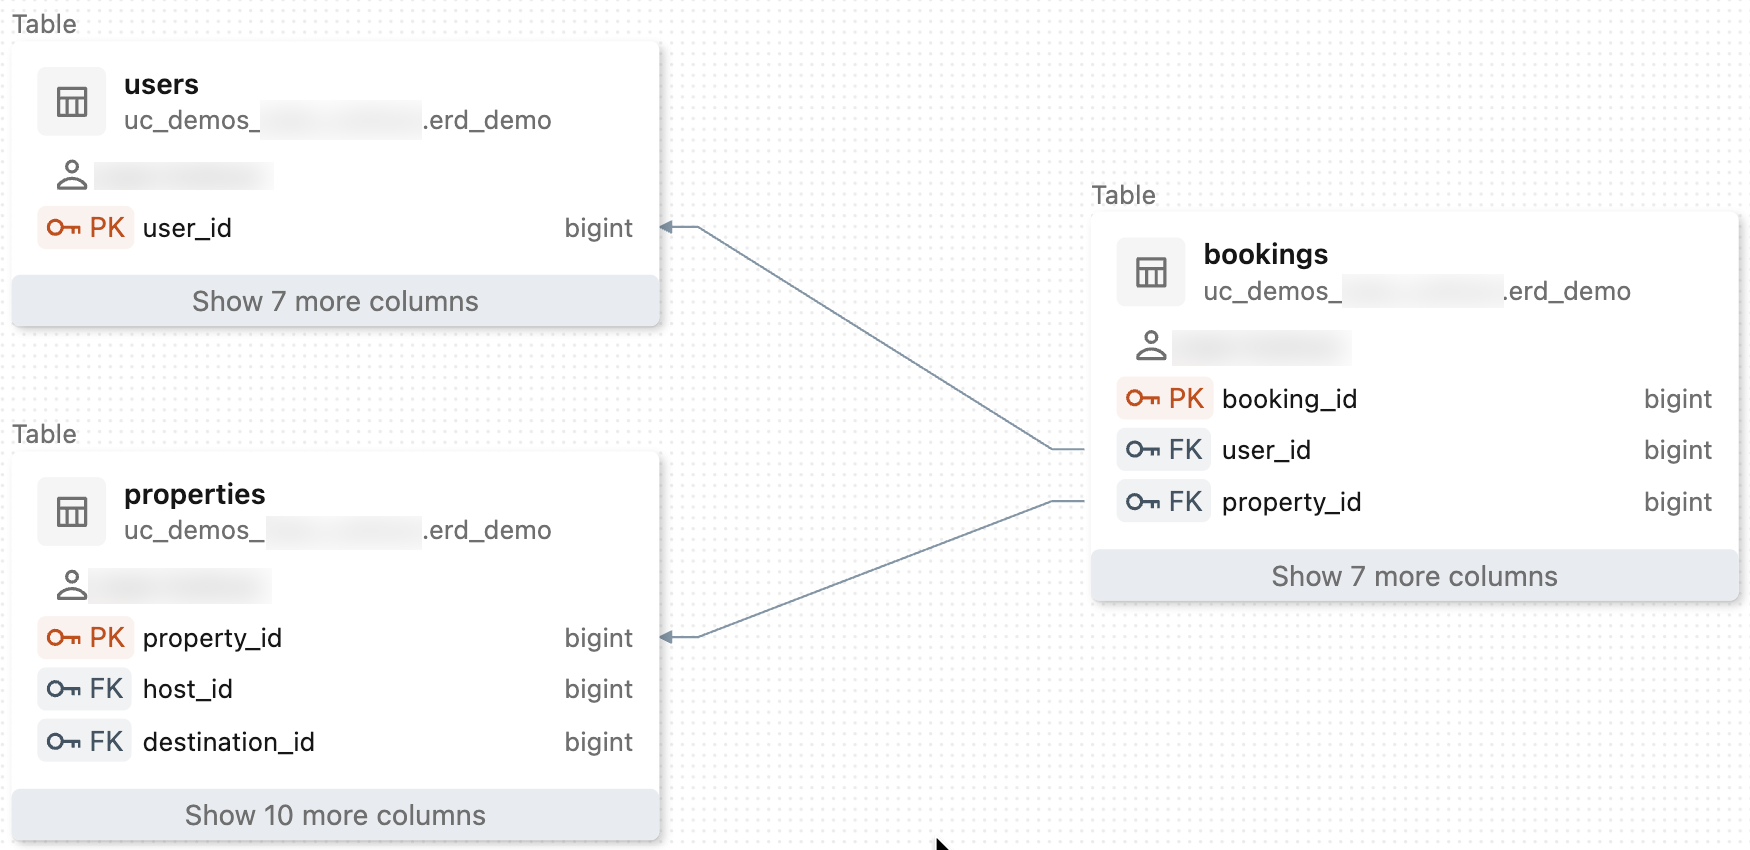 Table
users
uc_demos_ .erd_demo
PK user_id bigint
Show 7 more columns
Table
properties
uc_demos_ .erd_demo
PK property_id bigint
FK host_id bigint
FK destination_id bigint
Show 10 more columns
Table
bookings
uc_demos_ .erd_demo
PK booking_id bigint
FK user_id bigint
FK property_id bigint
Show 7 more columns